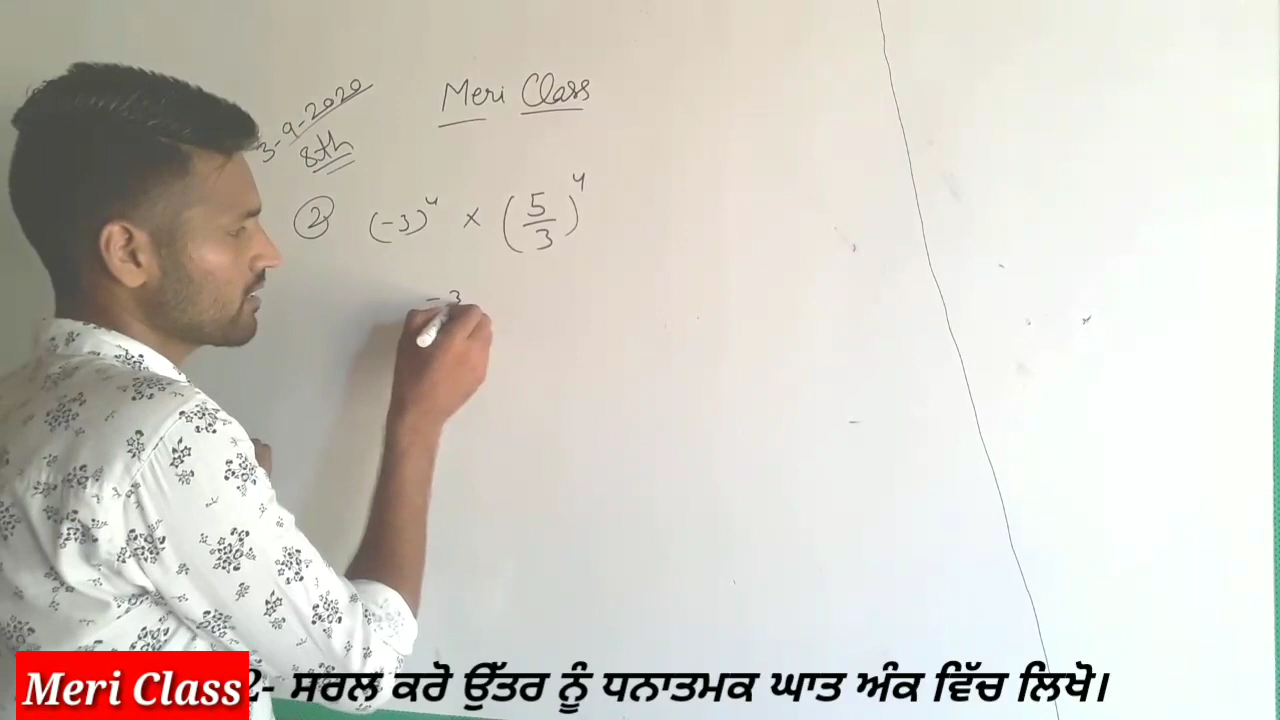 3-9-2020
8th
Meri Class
② (-3)⁴ × (5/3)⁴
-3
Meri Class
2- ਸਰਲ ਕਰੋ ਉੱਤਰ ਨੂੰ ਧਨਾਤਮਕ ਘਾਤ ਅੰਕ ਵਿੱਚ ਲਿਖੋ।